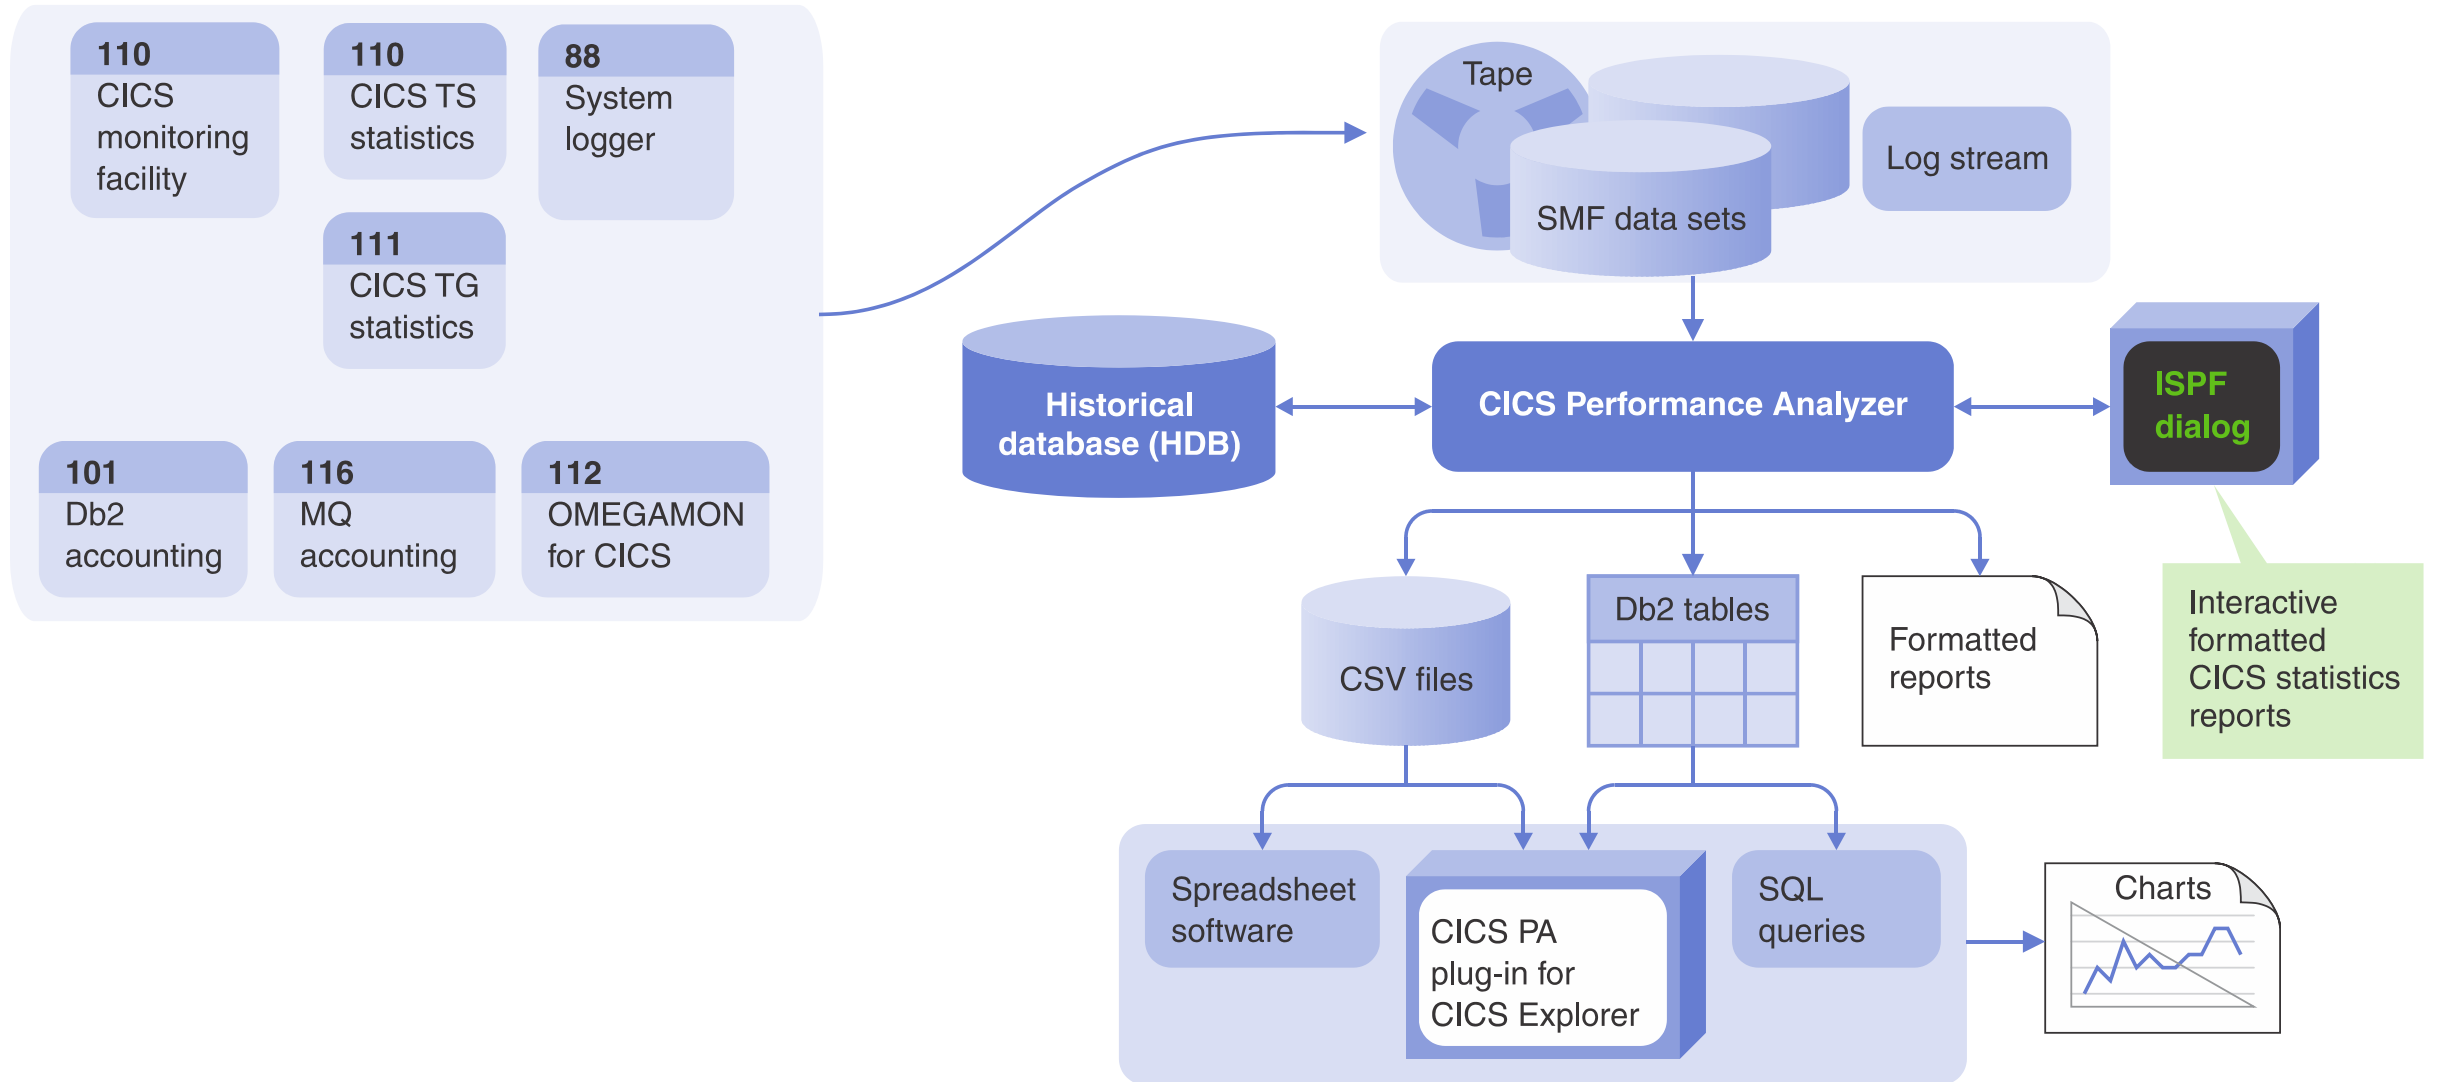 110
CICS
monitoring
facility
110
CICS TS
statistics
88
System
logger
111
CICS TG
statistics
101
Db2
accounting
116
MQ
accounting
112
OMEGAMON
for CICS
Tape
SMF data sets
Log stream
Historical
database (HDB)
CICS Performance Analyzer
ISPF
dialog
CSV files
Db2 tables
Formatted
reports
Interactive
formatted
CICS statistics
reports
Spreadsheet
software
CICS PA
plug-in for
CICS Explorer
SQL
queries
Charts